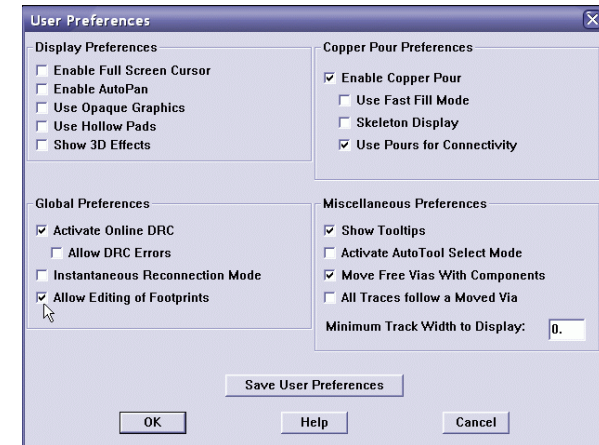 User Preferences
Display Preferences
Enable Full Screen Cursor
Enable AutoPan
Use Opaque Graphics
Use Hollow Pads
Show 3D Effects
Copper Pour Preferences
Enable Copper Pour
Use Fast Fill Mode
Skeleton Display
Use Pours for Connectivity
Global Preferences
Activate Online DRC
Allow DRC Errors
Instantaneous Reconnection Mode
Allow Editing of Footprints
Miscellaneous Preferences
Show Tooltips
Activate AutoTool Select Mode
Move Free Vias With Components
All Traces follow a Moved Via
Minimum Track Width to Display: 0.
Save User Preferences
OK Help Cancel